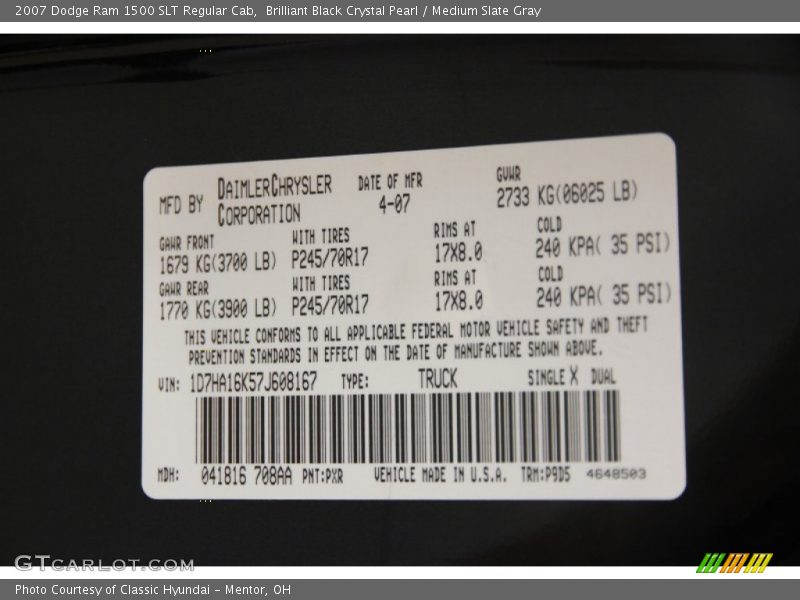 2007 Dodge Ram 1500 SLT Regular Cab,  Brilliant Black Crystal Pearl / Medium Slate Gray
MFD BY DAIMLERCHRYSLER CORPORATION DATE OF MFR 4-07 GVWR 2733 KG(06025 LB)
GAWR FRONT WITH TIRES RIMS AT COLD
1679 KG(3700 LB) P245/70R17 17X8.0 240 KPA( 35 PSI)
GAWR REAR WITH TIRES RIMS AT COLD
1770 KG(3900 LB) P245/70R17 17X8.0 240 KPA( 35 PSI)
THIS VEHICLE CONFORMS TO ALL APPLICABLE FEDERAL MOTOR VEHICLE SAFETY AND THEFT
PREVENTION STANDARDS IN EFFECT ON THE DATE OF MANUFACTURE SHOWN ABOVE.
VIN: 1D7HA16K57J608167 TYPE: TRUCK SINGLE X DUAL
MDH: 041816 708AA PNT:PXR VEHICLE MADE IN U.S.A. TRM:P9D5 4648503
GTCARLOT.COM
Photo Courtesy of Classic Hyundai - Mentor, OH